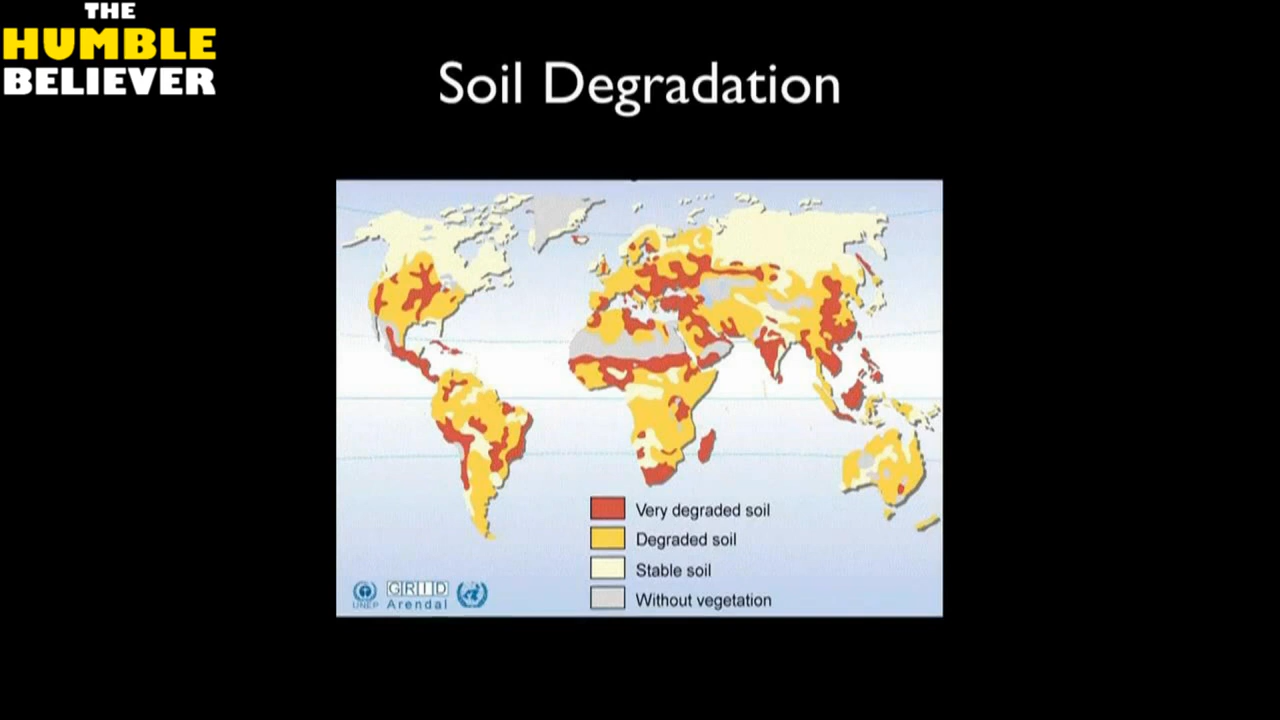 THE
HUMBLE
BELIEVER
Soil Degradation
Very degraded soil
Degraded soil
Stable soil
Without vegetation
UNEP
GRID
Arendal